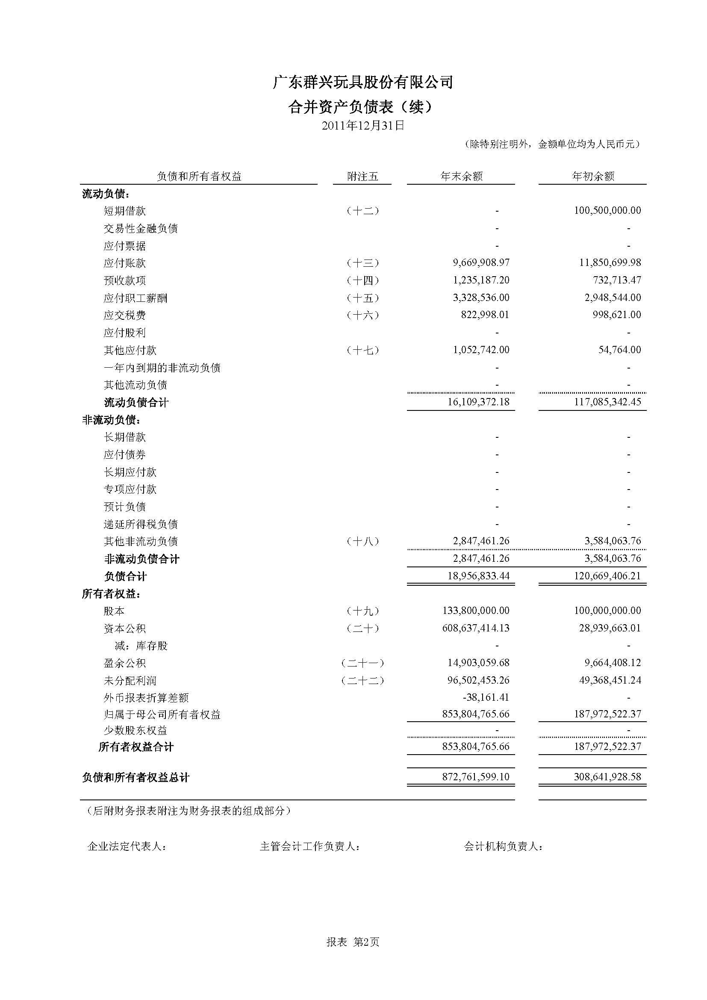 广东群兴玩具股份有限公司
合并资产负债表（续）
2011年12月31日
（除特别注明外，金额单位均为人民币元）
负债和所有者权益 附注五 年末余额 年初余额
流动负债：
短期借款 （十二） - 100,500,000.00
交易性金融负债 - -
应付票据 - -
应付账款 （十三） 9,669,908.97 11,850,699.98
预收款项 （十四） 1,235,187.20 732,713.47
应付职工薪酬 （十五） 3,328,536.00 2,948,544.00
应交税费 （十六） 822,998.01 998,621.00
应付股利 - -
其他应付款 （十七） 1,052,742.00 54,764.00
一年内到期的非流动负债 - -
其他流动负债 - -
流动负债合计 16,109,372.18 117,085,342.45
非流动负债：
长期借款 - -
应付债券 - -
长期应付款 - -
专项应付款 - -
预计负债 - -
递延所得税负债 - -
其他非流动负债 （十八） 2,847,461.26 3,584,063.76
非流动负债合计 2,847,461.26 3,584,063.76
负债合计 18,956,833.44 120,669,406.21
所有者权益：
股本 （十九） 133,800,000.00 100,000,000.00
资本公积 （二十） 608,637,414.13 28,939,663.01
减：库存股 - -
盈余公积 （二十一） 14,903,059.68 9,664,408.12
未分配利润 （二十二） 96,502,453.26 49,368,451.24
外币报表折算差额 -38,161.41 -
归属于母公司所有者权益 853,804,765.66 187,972,522.37
少数股东权益 - -
所有者权益合计 853,804,765.66 187,972,522.37
负债和所有者权益总计 872,761,599.10 308,641,928.58
（后附财务报表附注为财务报表的组成部分）
企业法定代表人： 主管会计工作负责人： 会计机构负责人：
报表 第2页